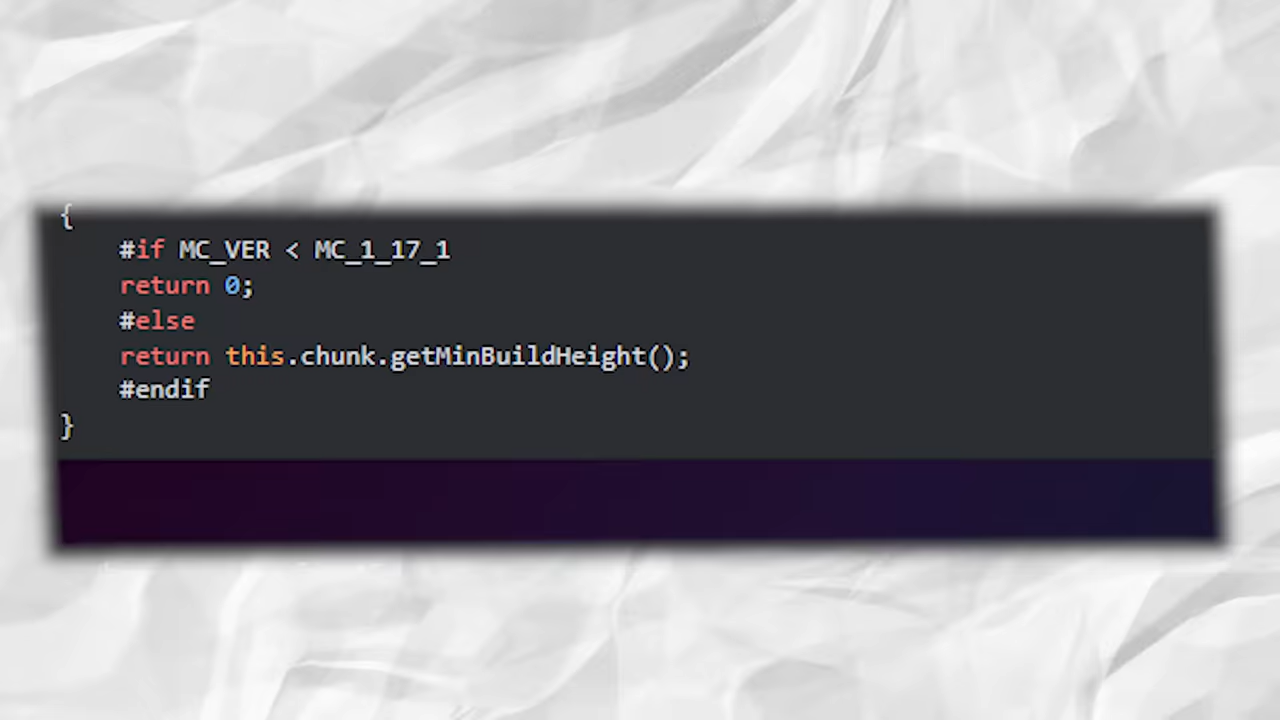 {
#if MC_VER < MC_1_17_1
return 0;
#else
return this.chunk.getMinBuildHeight();
#endif
}